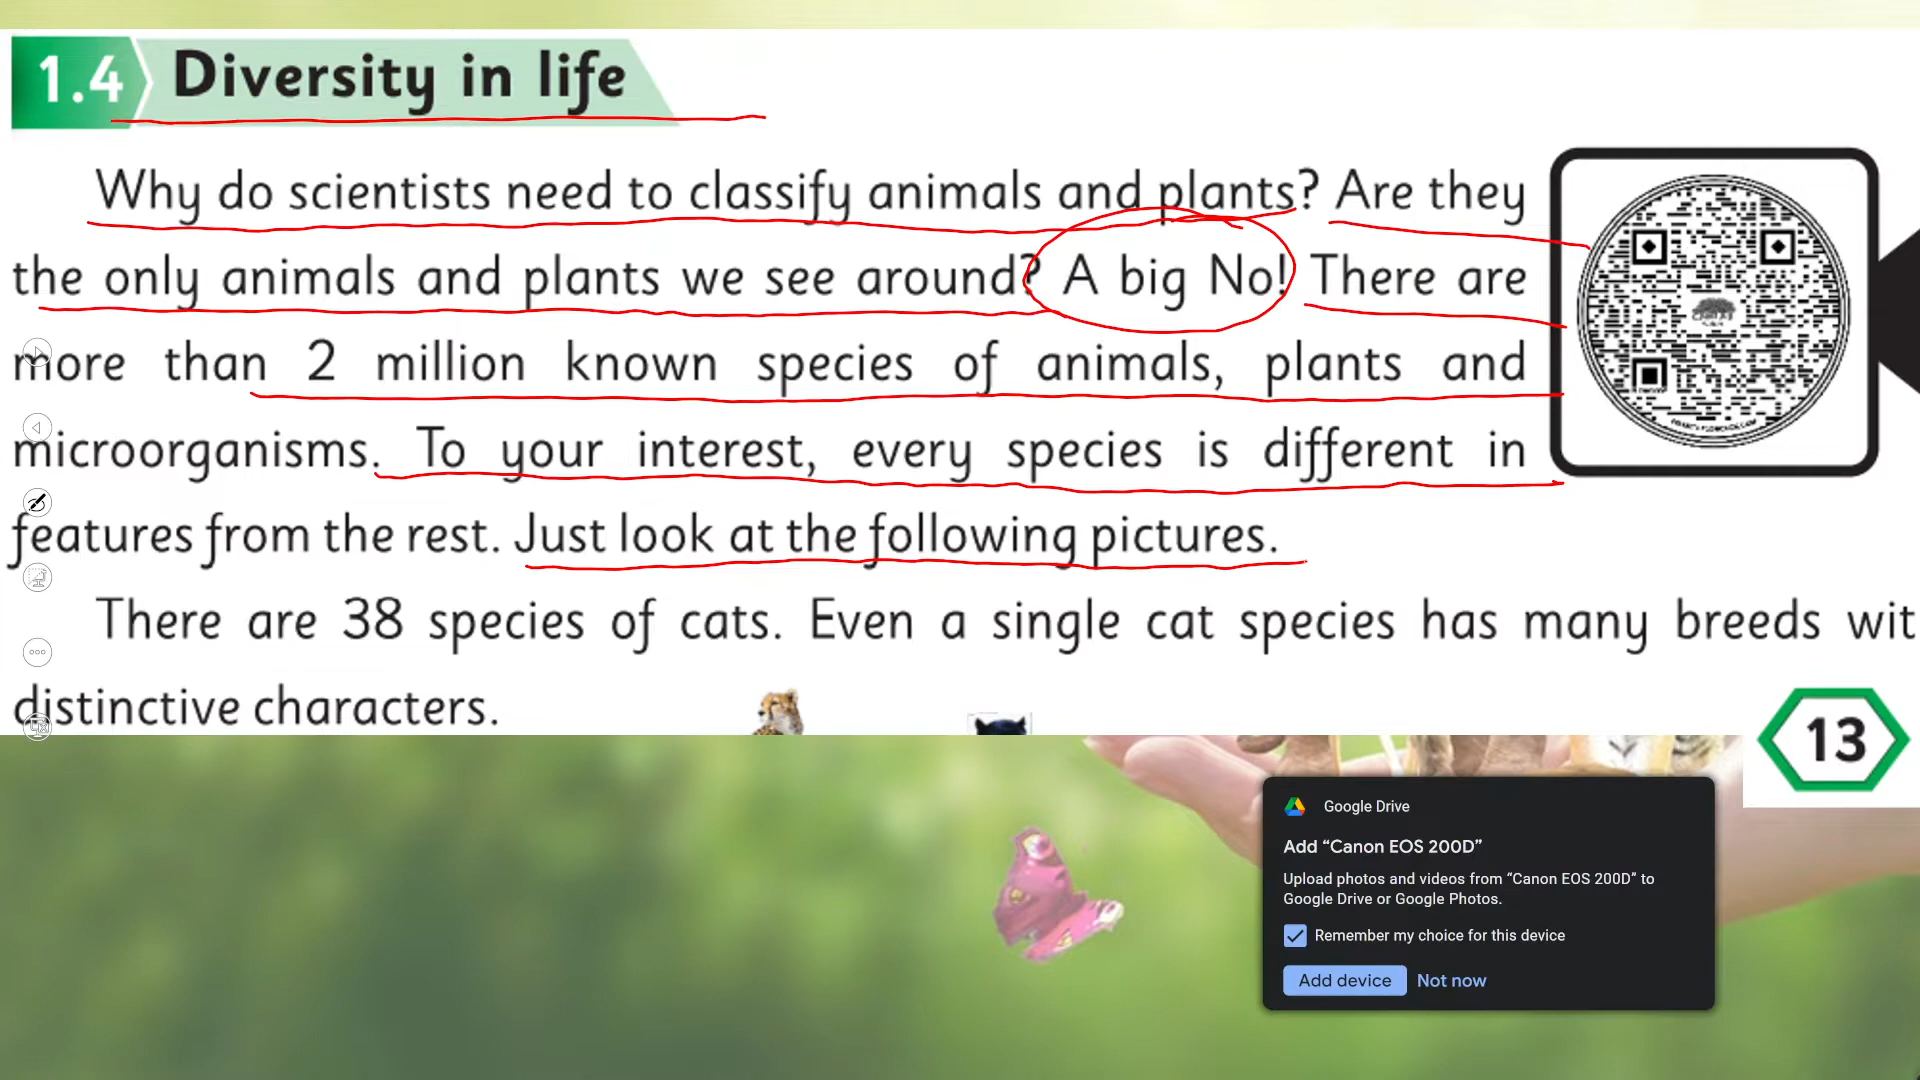 1.4 Diversity in life
Why do scientists need to classify animals and plants? Are they
the only animals and plants we see around? A big No! There are
more than 2 million known species of animals, plants and
microorganisms. To your interest, every species is different in
features from the rest. Just look at the following pictures.
There are 38 species of cats. Even a single cat species has many breeds wit
distinctive characters.
13
Google Drive
Add “Canon EOS 200D”
Upload photos and videos from “Canon EOS 200D” to
Google Drive or Google Photos.
Remember my choice for this device
Add device Not now